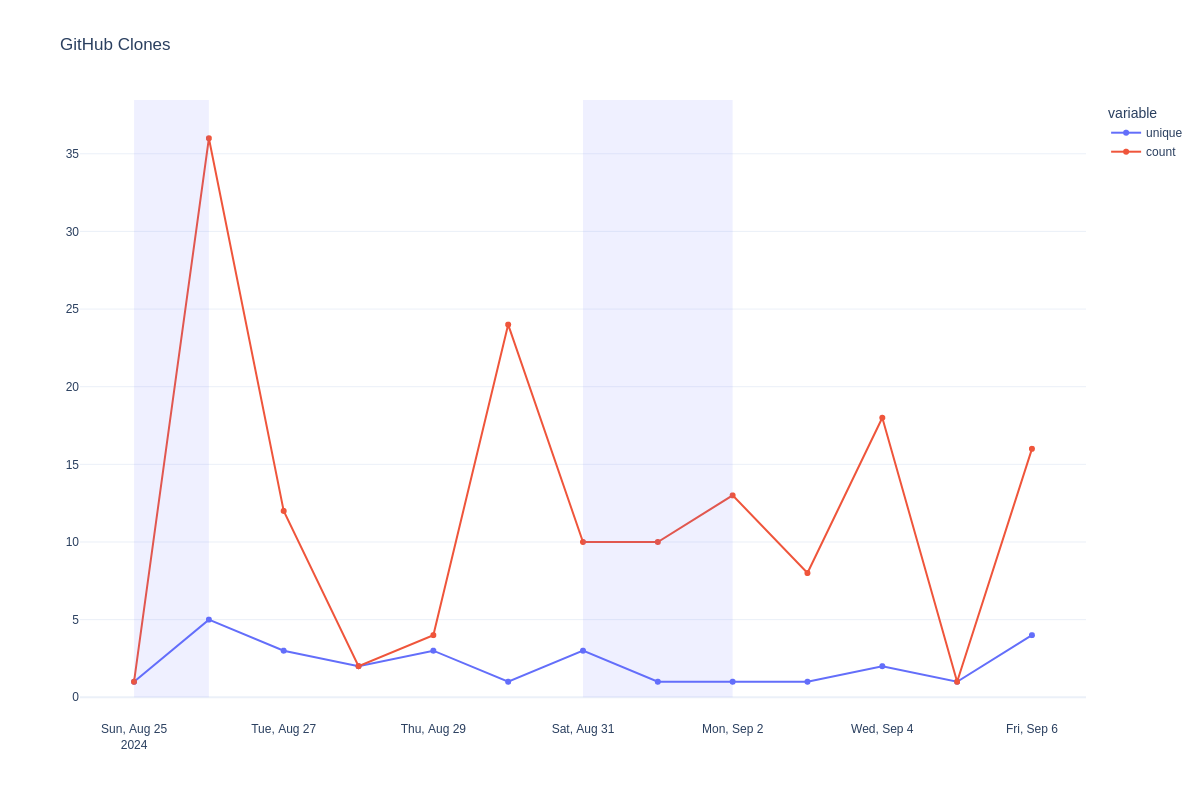 GitHub Clones
variable
unique
count
35
30
25
20
15
10
5
0
Sun, Aug 25
2024
Tue, Aug 27
Thu, Aug 29
Sat, Aug 31
Mon, Sep 2
Wed, Sep 4
Fri, Sep 6